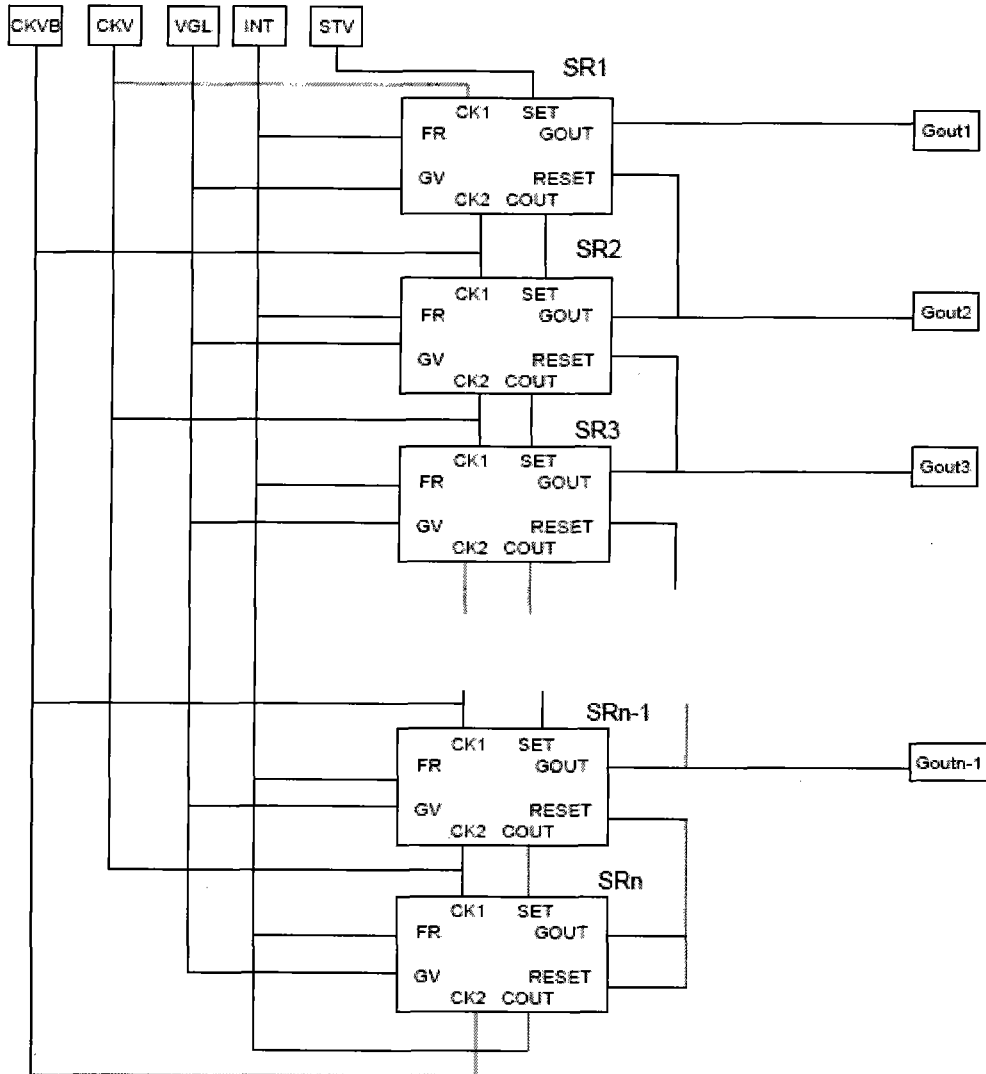 CKVB CKV VGL INT STV
SR1
CK1 SET
FR GOUT
Gout1
GV RESET
CK2 COUT
SR2
CK1 SET
FR GOUT
Gout2
GV RESET
CK2 COUT
SR3
CK1 SET
FR GOUT
Gout3
GV RESET
CK2 COUT
SRn-1
CK1 SET
FR GOUT
Goutn-1
GV RESET
CK2 COUT
SRn
CK1 SET
FR GOUT
GV RESET
CK2 COUT